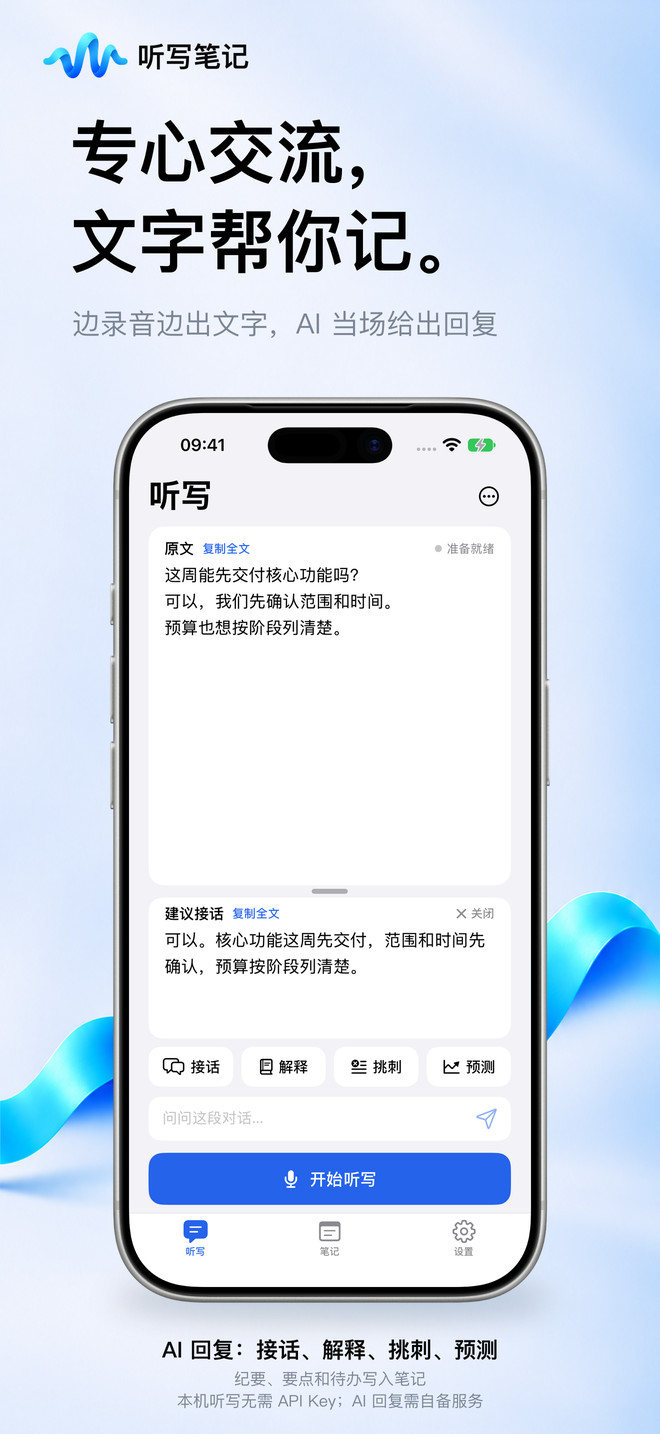 听写笔记
专心交流，
文字帮你记。
边录音边出文字，AI 当场给出回复
09:41
听写
原文 复制全文 准备就绪
这周能先交付核心功能吗？
可以，我们先确认范围和时间。
预算也想按阶段列清楚。
建议接话 复制全文 关闭
可以。核心功能这周先交付，范围和时间先
确认，预算按阶段列清楚。
接话 解释 挑刺 预测
问问这段对话...
开始听写
听写 笔记 设置
AI 回复：接话、解释、挑刺、预测
纪要、要点和待办写入笔记
本机听写无需 API Key；AI 回复需自备服务